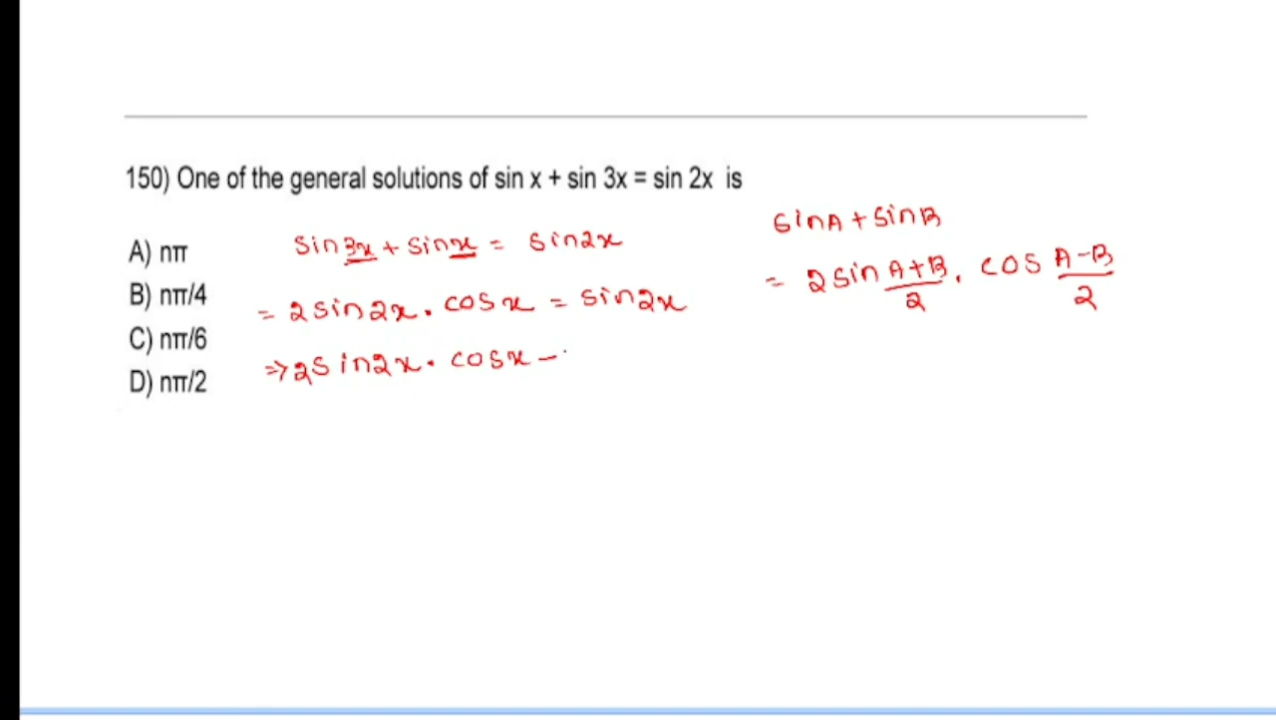 150) One of the general solutions of sin x + sin 3x = sin 2x is
A) nπ
B) nπ/4
C) nπ/6
D) nπ/2
sin3x + sinx = sin2x
= 2sin2x . cosx = sin2x
⇒ 2sin2x . cosx -
sinA + sinB
= 2sin A+B/2 . cos A-B/2